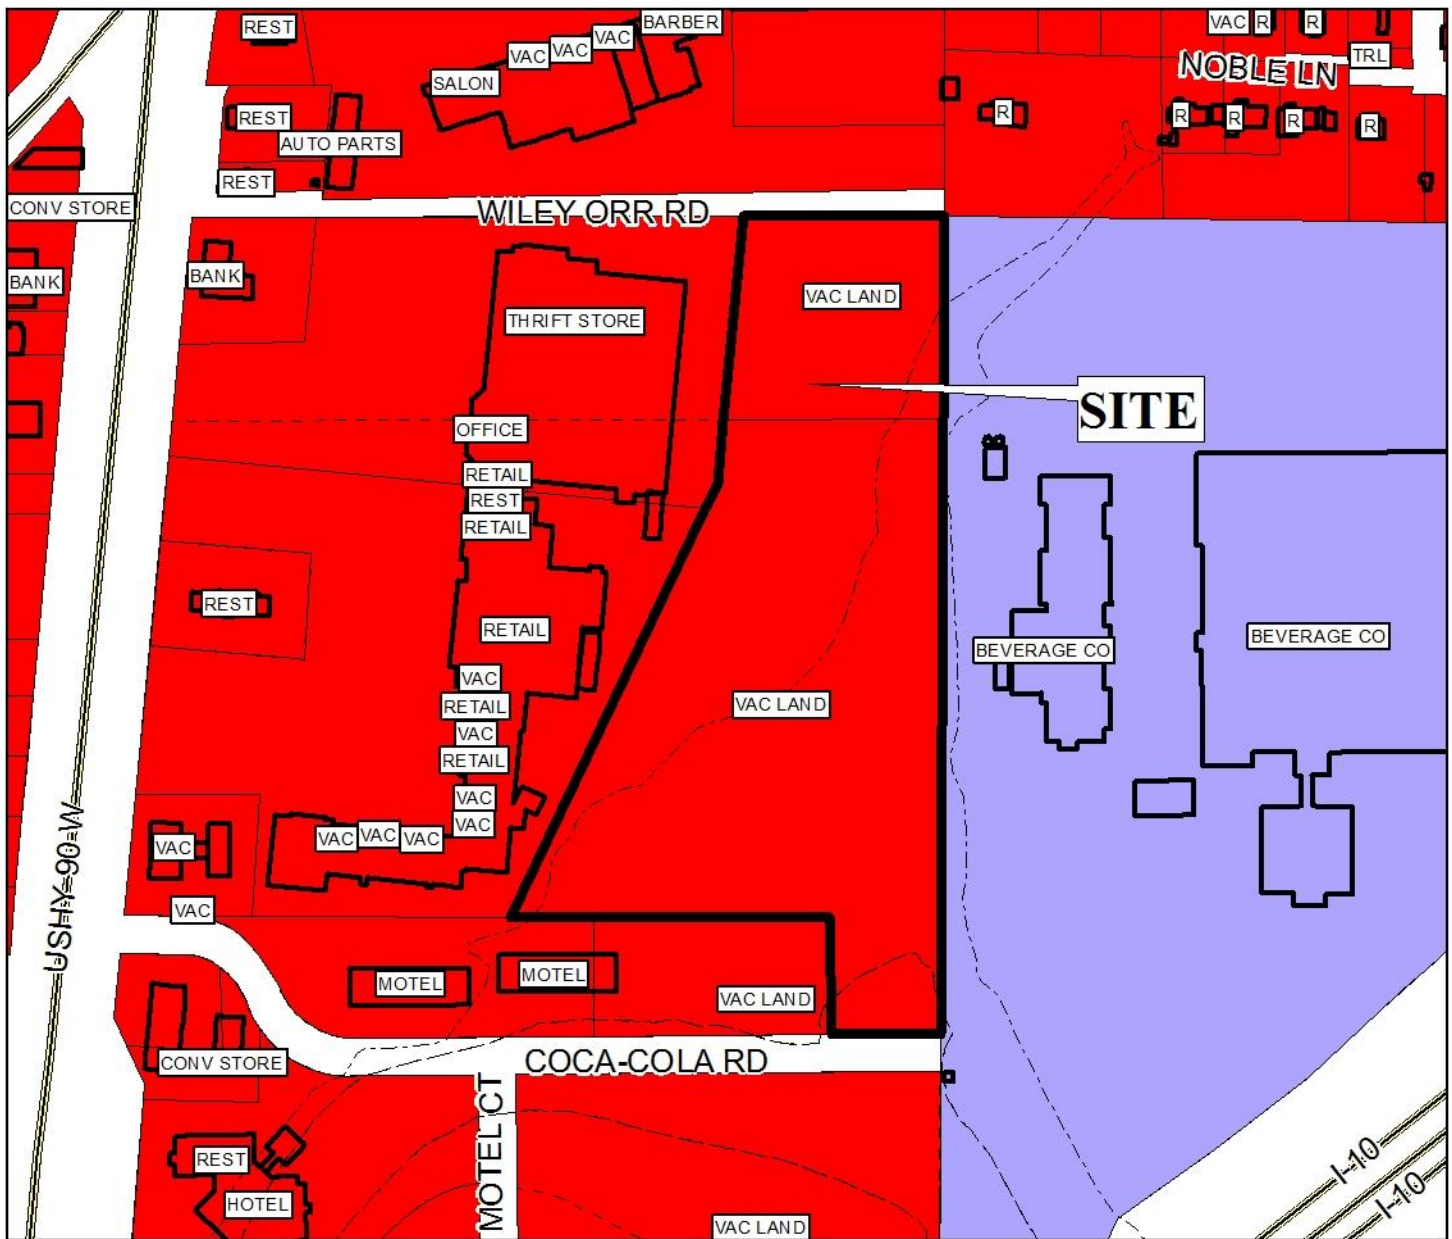 REST
BARBER
VAC
VAC
VAC
VAC
R
R
SALON
NOBLE LN
TRL
REST
AUTO PARTS
R
R
R
R
R
REST
CONV STORE
WILEY ORR RD
BANK
BANK
VAC LAND
THRIFT STORE
SITE
OFFICE
RETAIL
REST
RETAIL
REST
RETAIL
BEVERAGE CO
BEVERAGE CO
VAC
RETAIL
VAC LAND
VAC
RETAIL
VAC
VAC
VAC
VAC
VAC
VAC
USHY-90-W
VAC
MOTEL
MOTEL
VAC LAND
CONV STORE
COCA-COLA RD
MOTEL CT
REST
HOTEL
VAC LAND
I-10
I-10